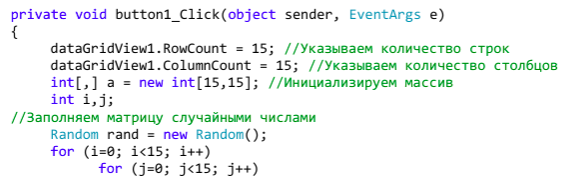 private void button1_Click(object sender, EventArgs e)
{
dataGridView1.RowCount = 15; //Указываем количество строк
dataGridView1.ColumnCount = 15; //Указываем количество столбцов
int[,] a = new int[15,15]; //Инициализируем массив
int i,j;
//Заполняем матрицу случайными числами
Random rand = new Random();
for (i=0; i<15; i++)
for (j=0; j<15; j++)